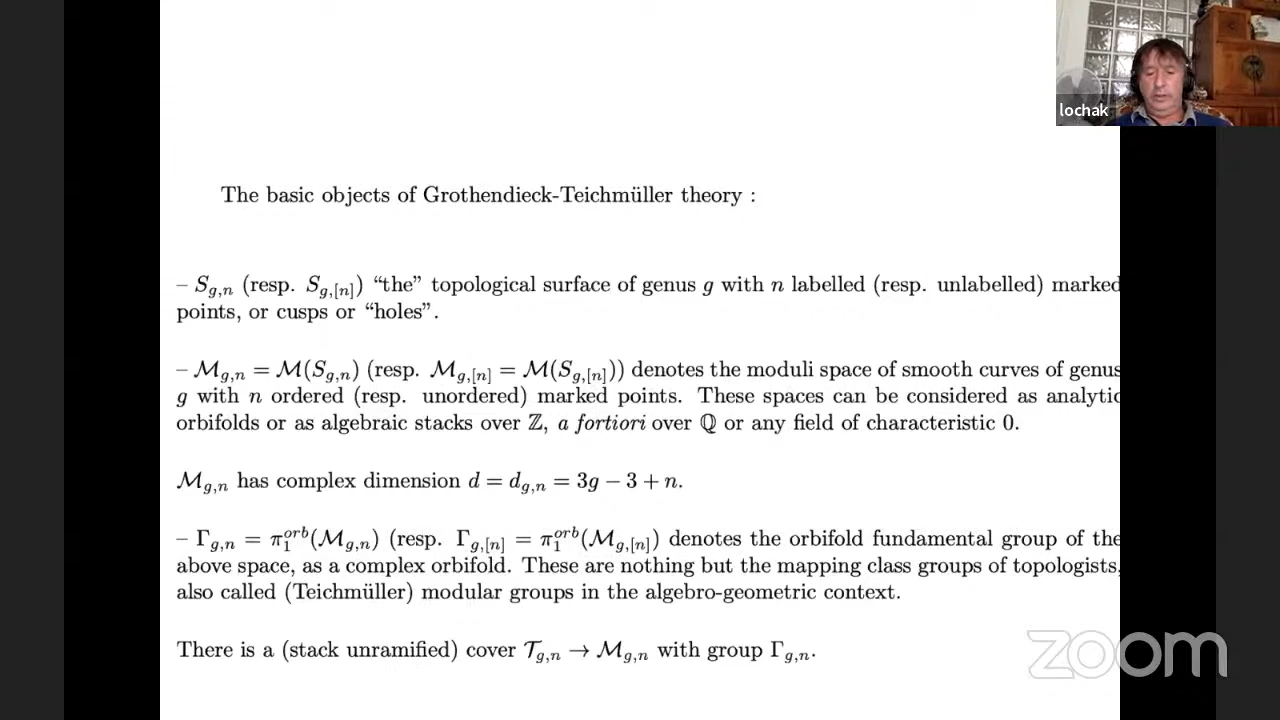 lochak
The basic objects of Grothendieck-Teichmüller theory :
– S_{g,n} (resp. S_{g,[n]}) “the” topological surface of genus g with n labelled (resp. unlabelled) marked
points, or cusps or “holes”.
– ℳ_{g,n} = ℳ(S_{g,n}) (resp. ℳ_{g,[n]} = ℳ(S_{g,[n]})) denotes the moduli space of smooth curves of genus
g with n ordered (resp. unordered) marked points. These spaces can be considered as analytic
orbifolds or as algebraic stacks over ℤ, a fortiori over ℚ or any field of characteristic 0.
ℳ_{g,n} has complex dimension d = d_{g,n} = 3g − 3 + n.
– Γ_{g,n} = π_1^{orb}(ℳ_{g,n}) (resp. Γ_{g,[n]} = π_1^{orb}(ℳ_{g,[n]}) denotes the orbifold fundamental group of the
above space, as a complex orbifold. These are nothing but the mapping class groups of topologists,
also called (Teichmüller) modular groups in the algebro-geometric context.
There is a (stack unramified) cover 𝒯_{g,n} → ℳ_{g,n} with group Γ_{g,n}.
zoom